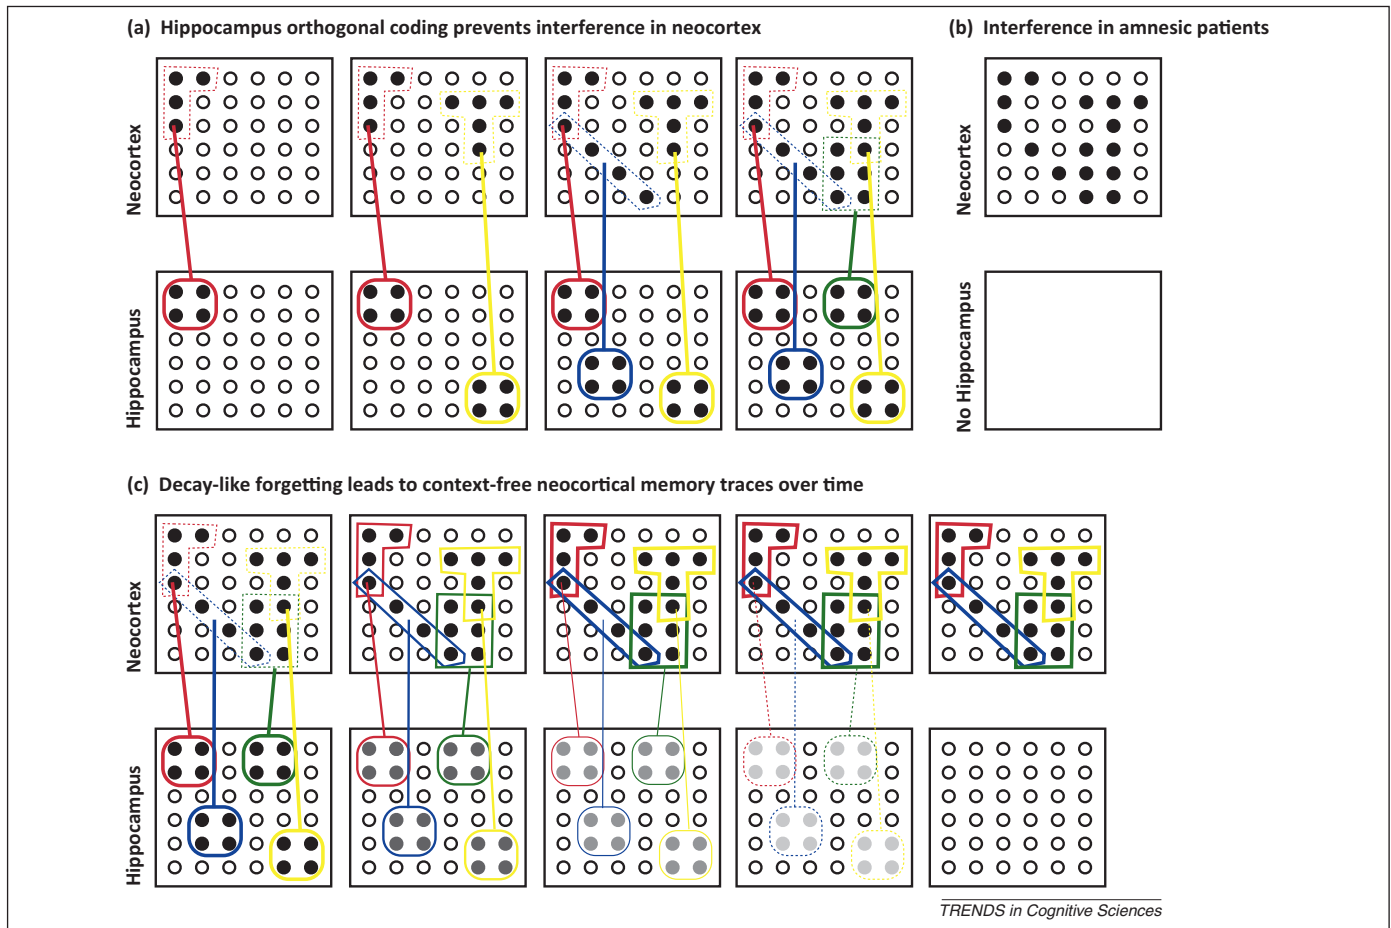 (a) Hippocampus orthogonal coding prevents interference in neocortex
(b) Interference in amnesic patients
Neocortex
Neocortex
Hippocampus
No Hippocampus
(c) Decay-like forgetting leads to context-free neocortical memory traces over time
Neocortex
Hippocampus
TRENDS in Cognitive Sciences